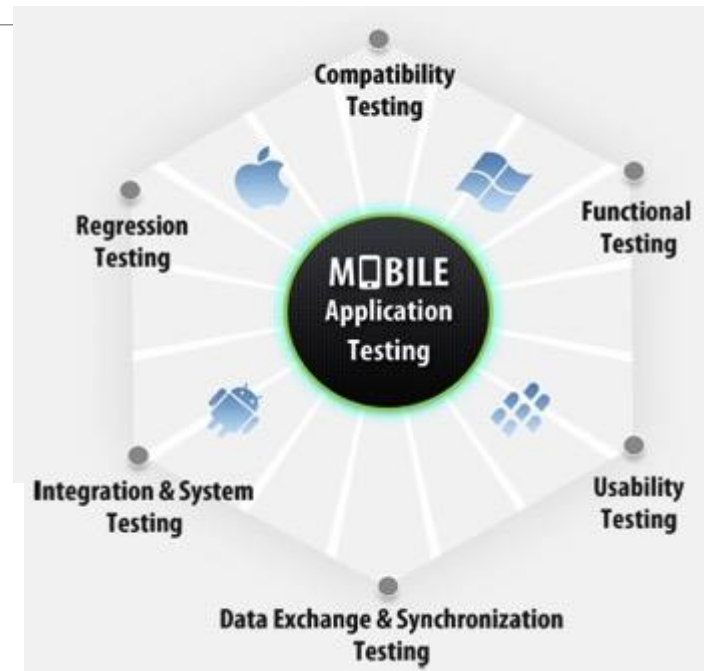 Compatibility
Testing
Regression
Testing
Functional
Testing
MOBILE
Application
Testing
Integration & System
Testing
Usability
Testing
Data Exchange & Synchronization
Testing